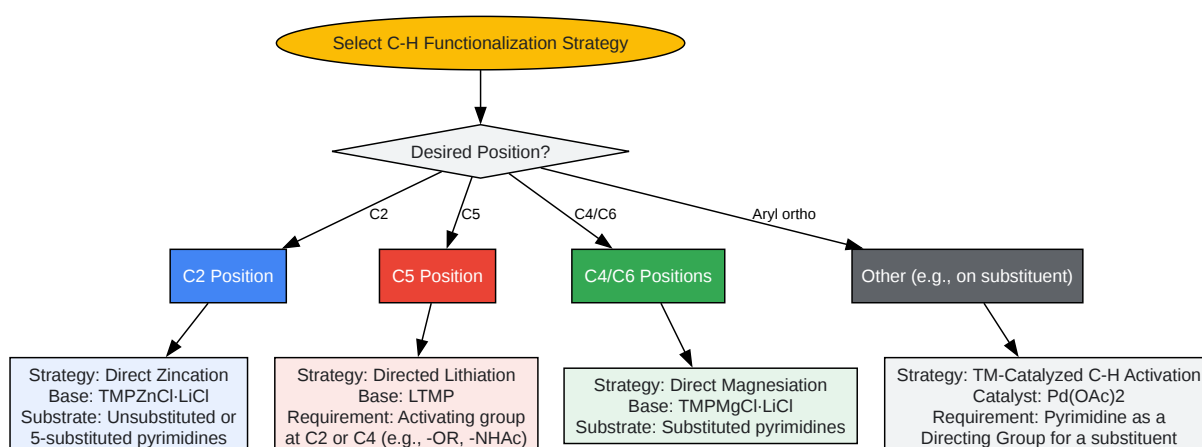 Select C-H Functionalization Strategy
Desired Position?
C2
C5
C4/C6
Aryl ortho
C2 Position
C5 Position
C4/C6 Positions
Other (e.g., on substituent)
Strategy: Direct Zincation
Base: TMPZnCl·LiCl
Substrate: Unsubstituted or
5-substituted pyrimidines
Strategy: Directed Lithiation
Base: LTMP
Requirement: Activating group
at C2 or C4 (e.g., -OR, -NHAc)
Strategy: Direct Magnesiation
Base: TMPMgCl·LiCl
Substrate: Substituted pyrimidines
Strategy: TM-Catalyzed C-H Activation
Catalyst: Pd(OAc)2
Requirement: Pyrimidine as a
Directing Group for a substituent